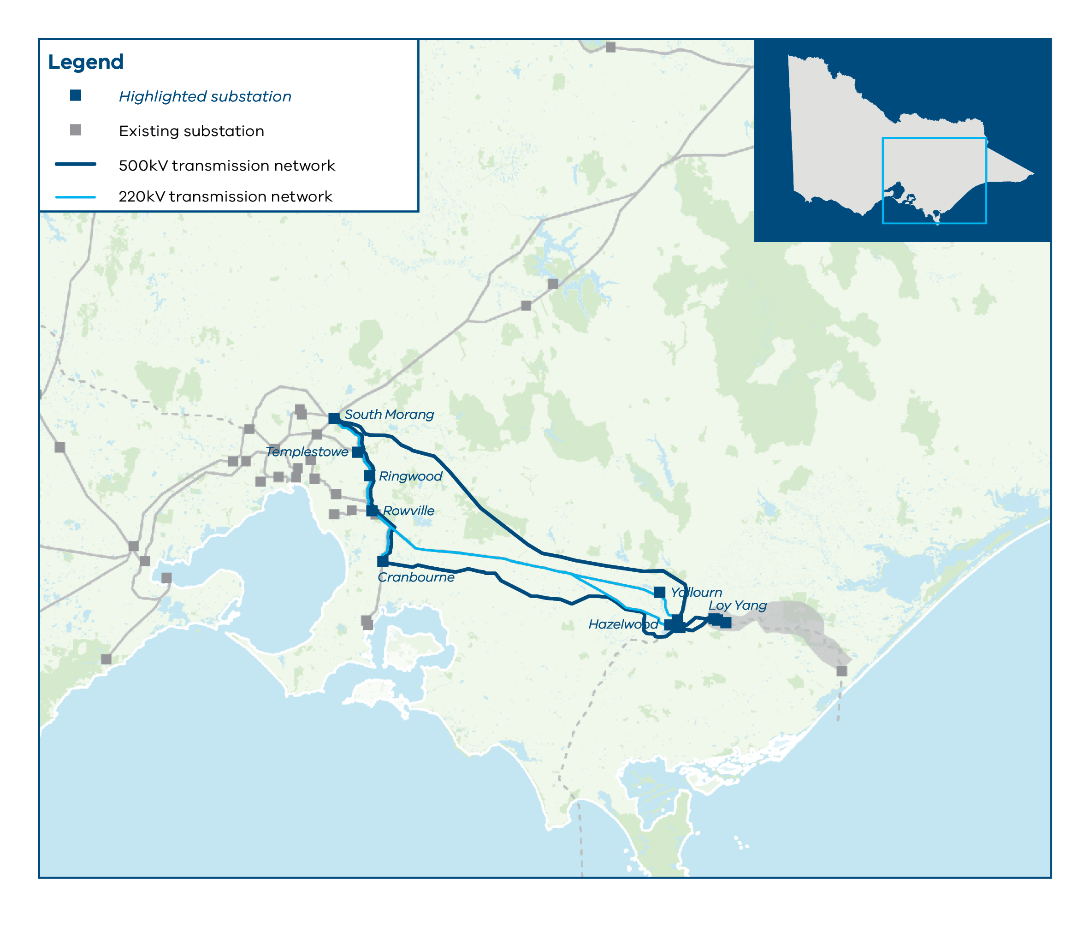 Legend
Highlighted substation
Existing substation
500kV transmission network
220kV transmission network
South Morang
Templestowe
Ringwood
Rowville
Cranbourne
Yallourn
Loy Yang
Hazelwood